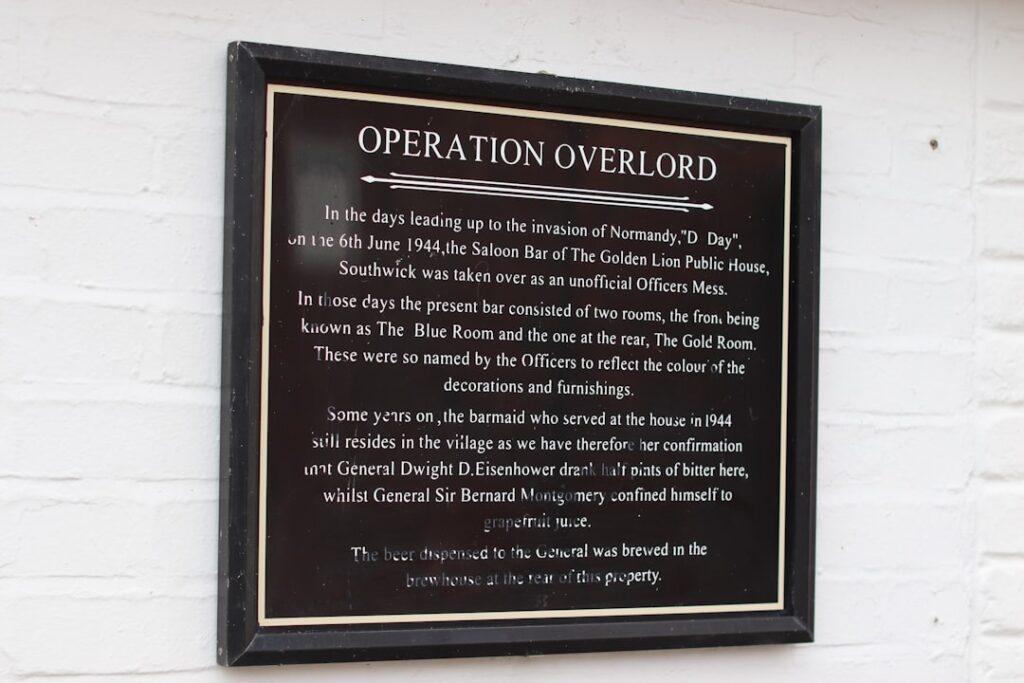 OPERATION OVERLORD
In the days leading up to the invasion of Normandy,"D Day",
on the 6th June 1944,the Saloon Bar of The Golden Lion Public House,
Southwick was taken over as an unofficial Officers Mess.
In those days the present bar consisted of two rooms, the front being
known as The Blue Room and the one at the rear, The Gold Room.
These were so named by the Officers to reflect the colour of the
decorations and furnishings.
Some years on ,the barmaid who served at the house in 1944
still resides in the village as we have therefore her confirmation
that General Dwight D.Eisenhower drank half pints of bitter here,
whilst General Sir Bernard Montgomery confined himself to
grapefruit juice.
The beer dispensed to the General was brewed in the
brewhouse at the rear of this property.